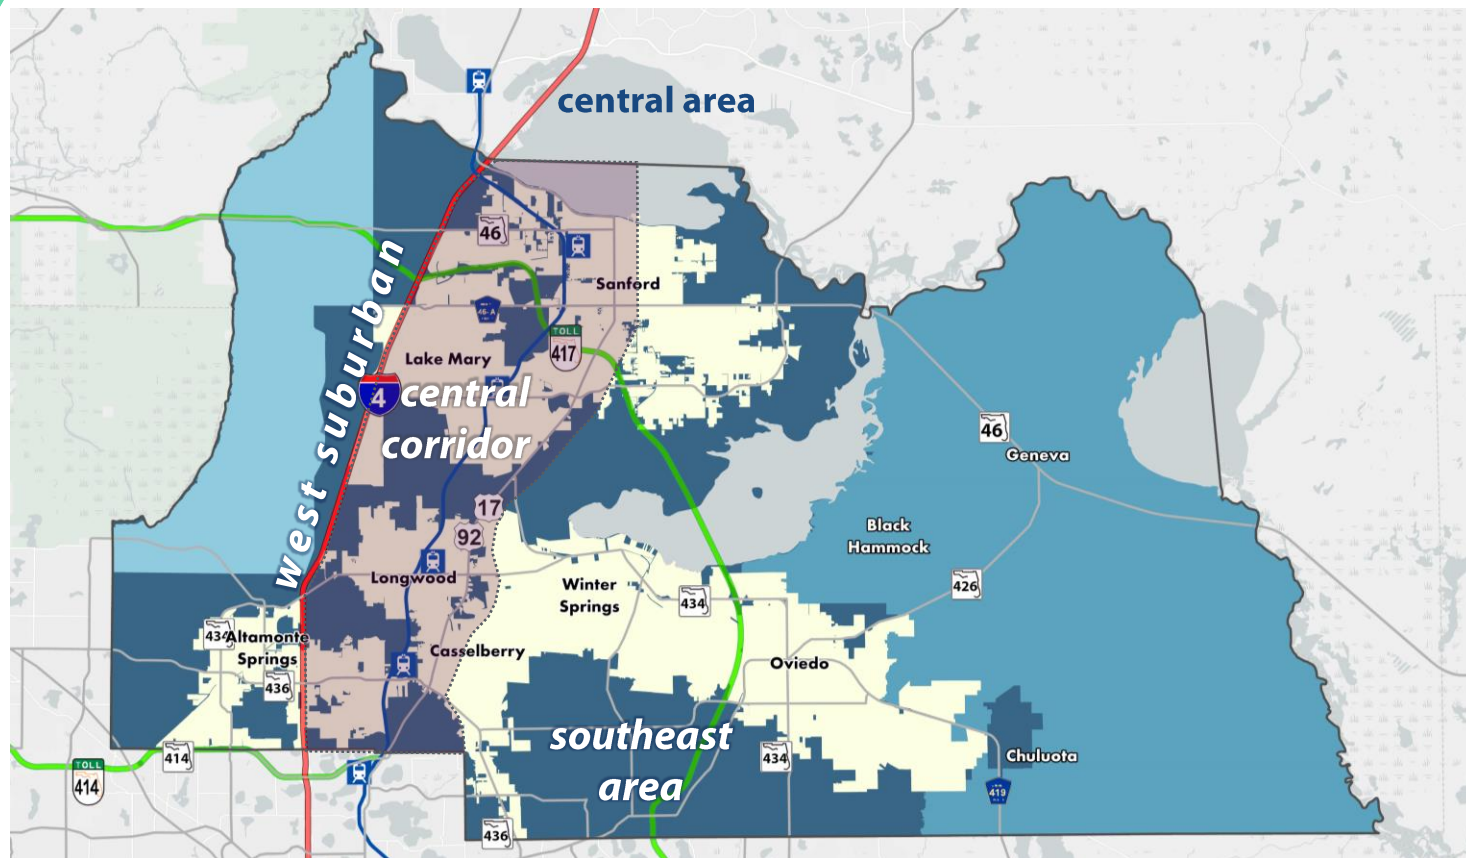 central area
46
Sanford
46-A
TOLL
417
Lake Mary
west suburban
4
central
corridor
46
Geneva
17
92
Black
Hammock
Longwood
Winter
Springs
434
426
434
Altamonte
Springs
Casselberry
Oviedo
436
southeast
area
434
Chuluota
414
TOLL
414
419
436